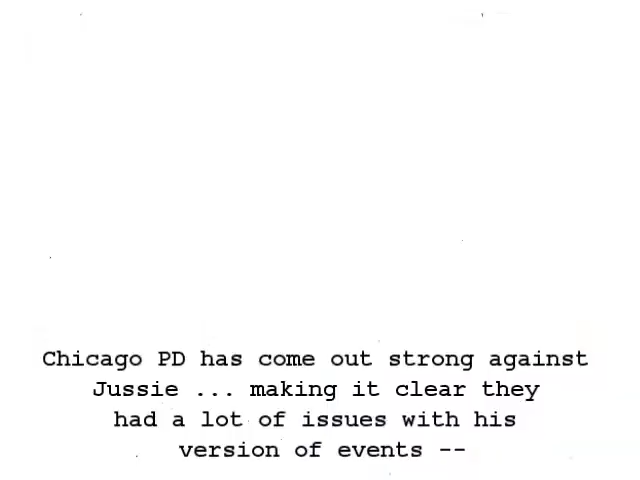 Chicago PD has come out strong against
Jussie ... making it clear they
had a lot of issues with his
version of events --